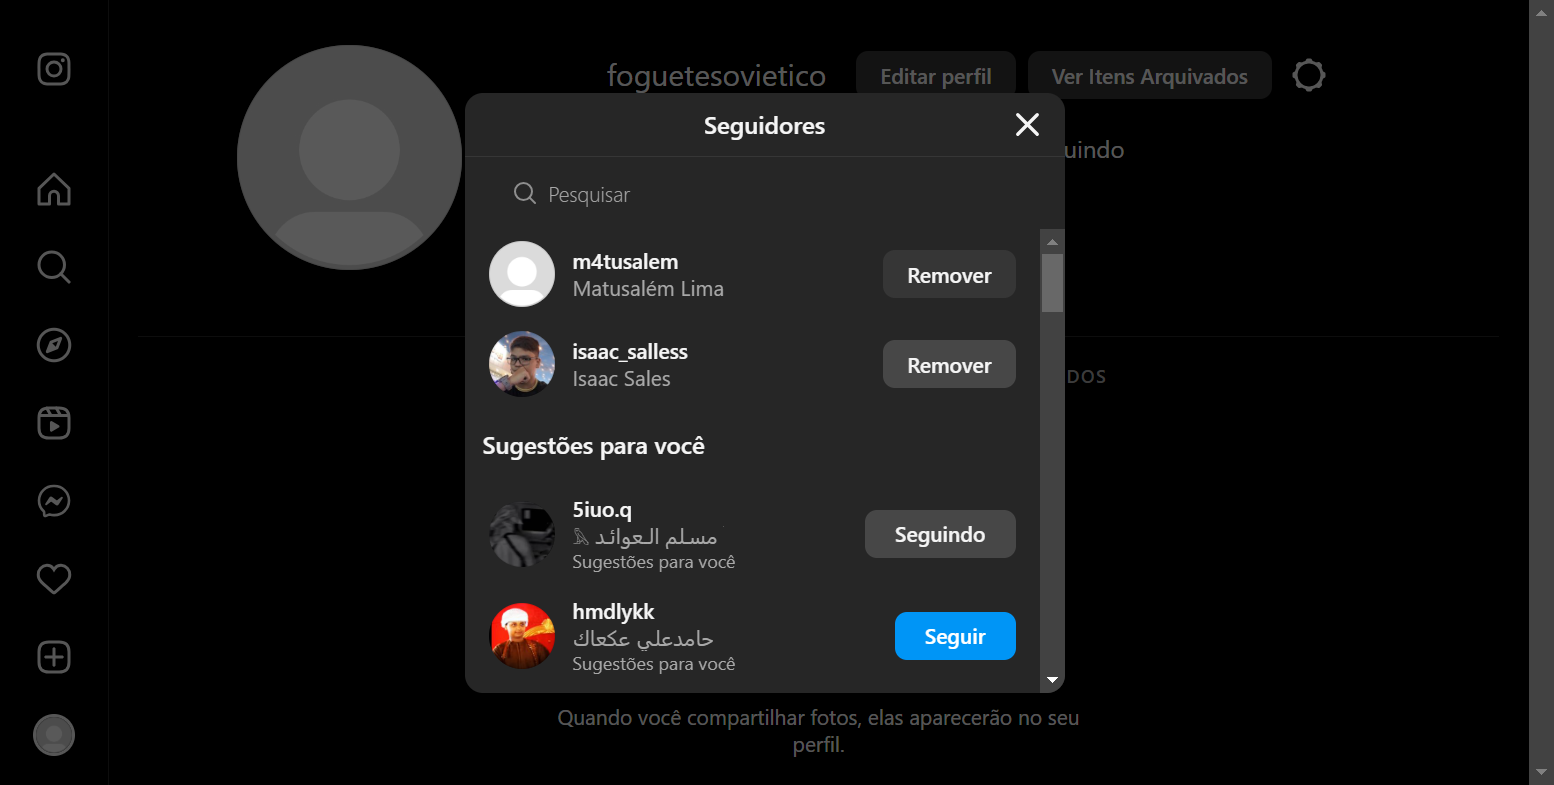 foguetesovietico
Editar perfil
Ver Itens Arquivados
Seguidores
uindo
Pesquisar
m4tusalem
Matusalém Lima
Remover
isaac_salless
Isaac Sales
Remover
DOS
Sugestões para você
5iuo.q
مسـلم الـعوائـد
Sugestões para você
Seguindo
hmdlykk
حامدعلي عكعاك
Sugestões para você
Seguir
Quando você compartilhar fotos, elas aparecerão no seu
perfil.